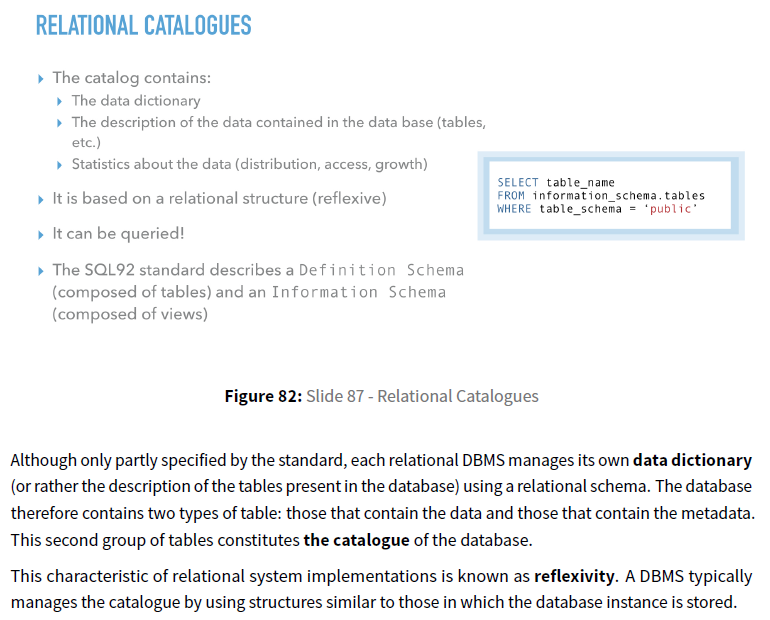 RELATIONAL CATALOGUES
The catalog contains:
The data dictionary
The description of the data contained in the data base (tables,
etc.)
Statistics about the data (distribution, access, growth)
It is based on a relational structure (reflexive)
It can be queried!
The SQL92 standard describes a Definition Schema
(composed of tables) and an Information Schema
(composed of views)
SELECT table_name
FROM information_schema.tables
WHERE table_schema = ‘public’
Figure 82: Slide 87 - Relational Catalogues
Although only partly specified by the standard, each relational DBMS manages its own data dictionary
(or rather the description of the tables present in the database) using a relational schema. The database
therefore contains two types of table: those that contain the data and those that contain the metadata.
This second group of tables constitutes the catalogue of the database.
This characteristic of relational system implementations is known as reflexivity. A DBMS typically
manages the catalogue by using structures similar to those in which the database instance is stored.